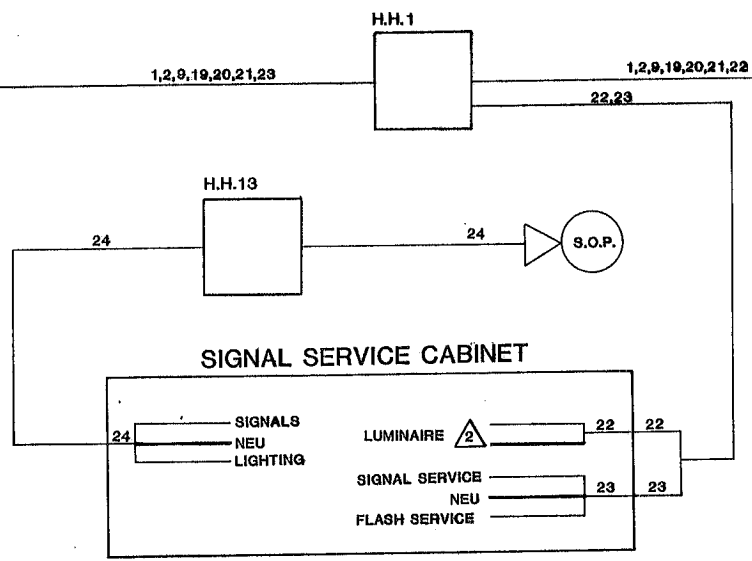 H.H.1
1,2,9,19,20,21,23
1,2,9,19,20,21,22
22,23
H.H.13
24
24
S.O.P.
SIGNAL SERVICE CABINET
24
SIGNALS
NEU
LIGHTING
LUMINAIRE 2
22
22
SIGNAL SERVICE
NEU
FLASH SERVICE
23
23